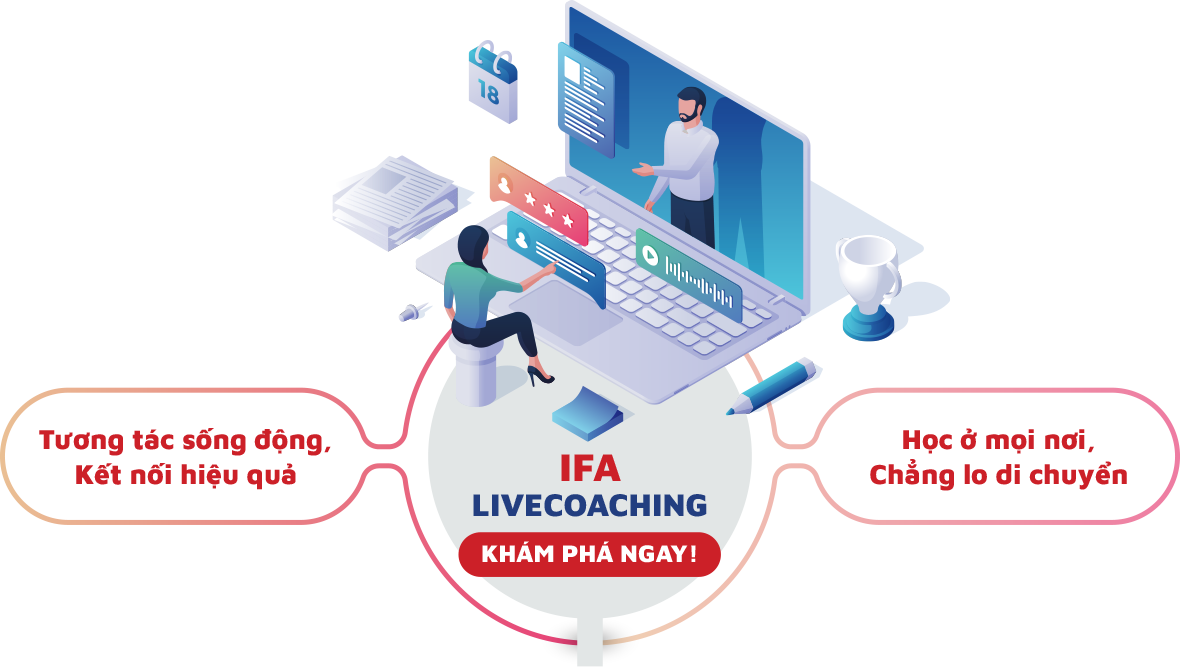 18
Tương tác sống động,
Kết nối hiệu quả
IFA
LIVECOACHING
KHÁM PHÁ NGAY!
Học ở mọi nơi,
Chẳng lo di chuyển